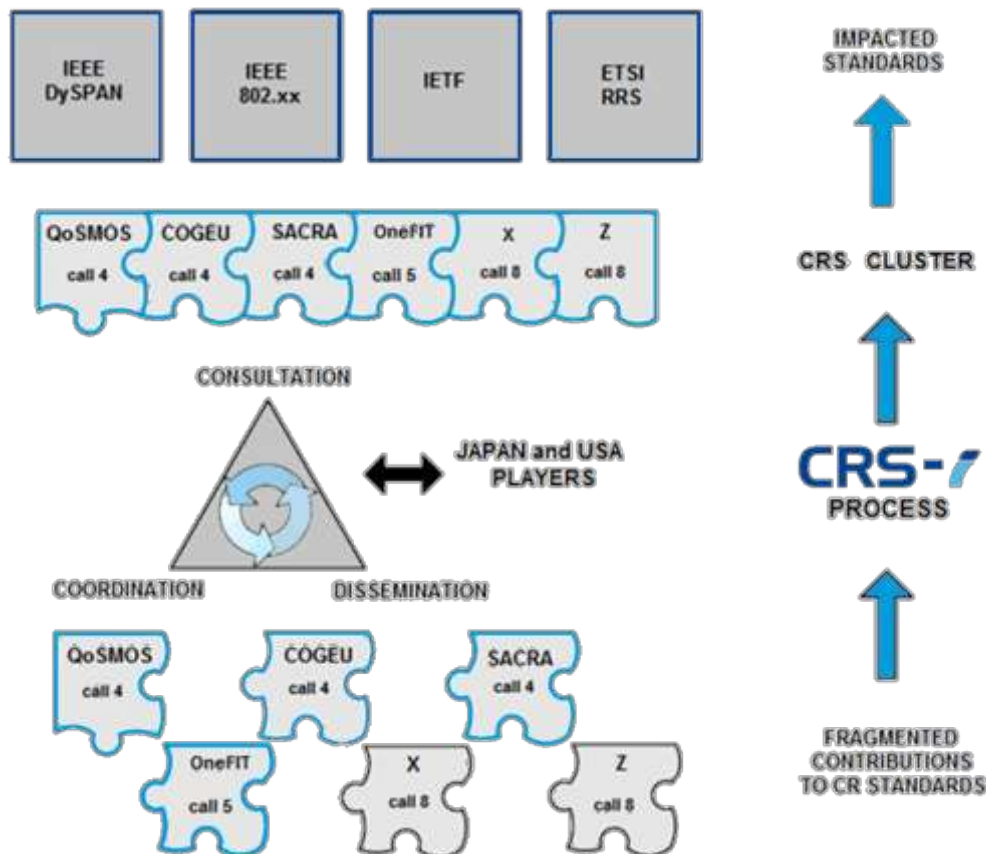 IEEE
DySPAN
IEEE
802.xx
IETF
ETSI
RRS
IMPACTED
STANDARDS
QoSMOS
call 4
COGEU
call 4
SACRA
call 4
OneFIT
call 5
X
call 8
Z
call 8
CRS CLUSTER
CONSULTATION
JAPAN and USA
PLAYERS
COORDINATION
DISSEMINATION
CRS-i
PROCESS
QoSMOS
call 4
COGEU
call 4
SACRA
call 4
OneFIT
call 5
X
call 8
Z
call 8
FRAGMENTED
CONTRIBUTIONS
TO CR STANDARDS